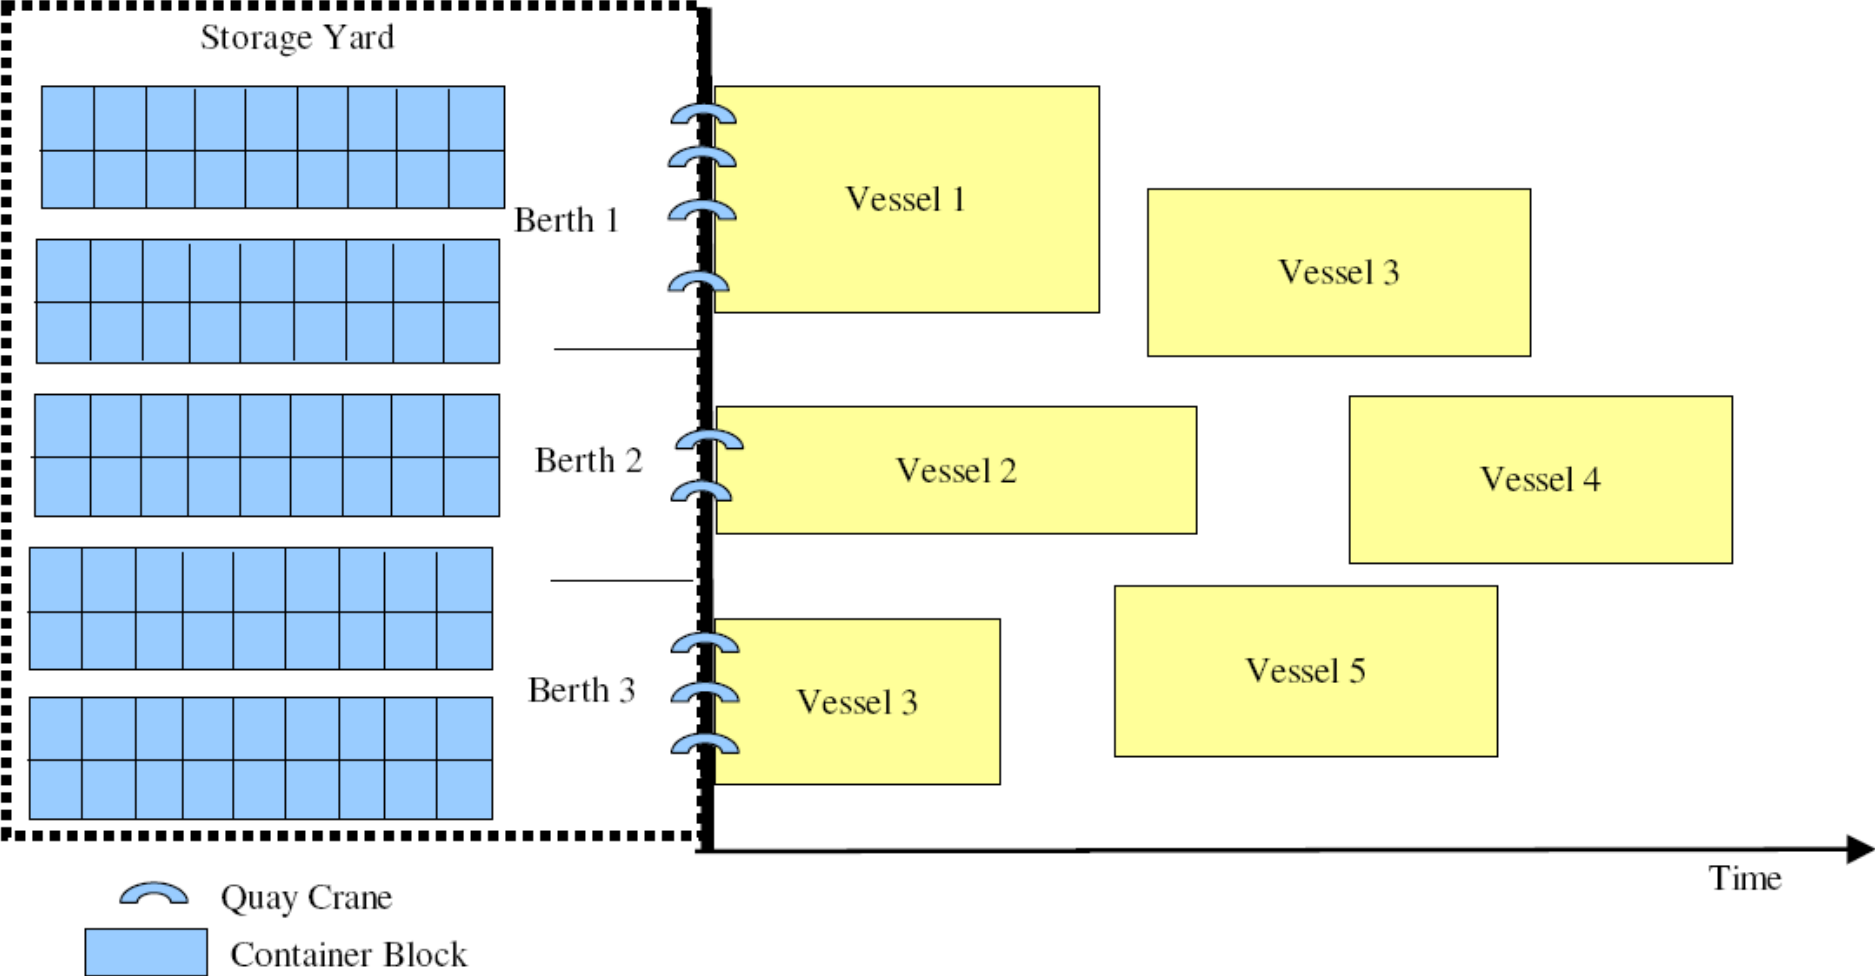 Storage Yard
Berth 1
Vessel 1
Vessel 3
Berth 2
Vessel 2
Vessel 4
Berth 3
Vessel 3
Vessel 5
Time
Quay Crane
Container Block